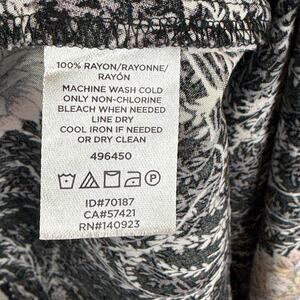 100% RAYON/RAYONNE/
RAYÓN
MACHINE WASH COLD
ONLY NON-CHLORINE
BLEACH WHEN NEEDED
LINE DRY
COOL IRON IF NEEDED
OR DRY CLEAN
496450
P
ID#70187
CA#57421
RN#140923